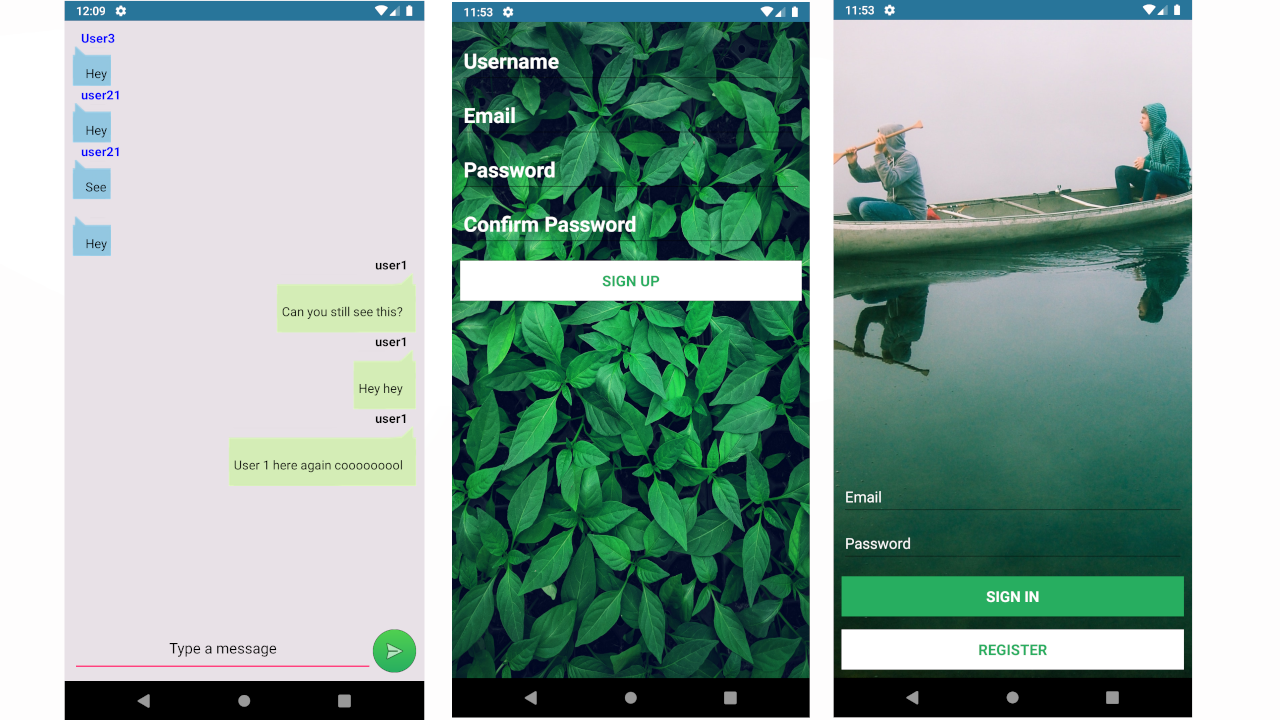 12:09
User3
Hey
user21
Hey
user21
See
Hey
user1
Can you still see this?
user1
Hey hey
user1
User 1 here again cooooooool
Type a message
11:53
Username
Email
Password
Confirm Password
SIGN UP
11:53
Email
Password
SIGN IN
REGISTER